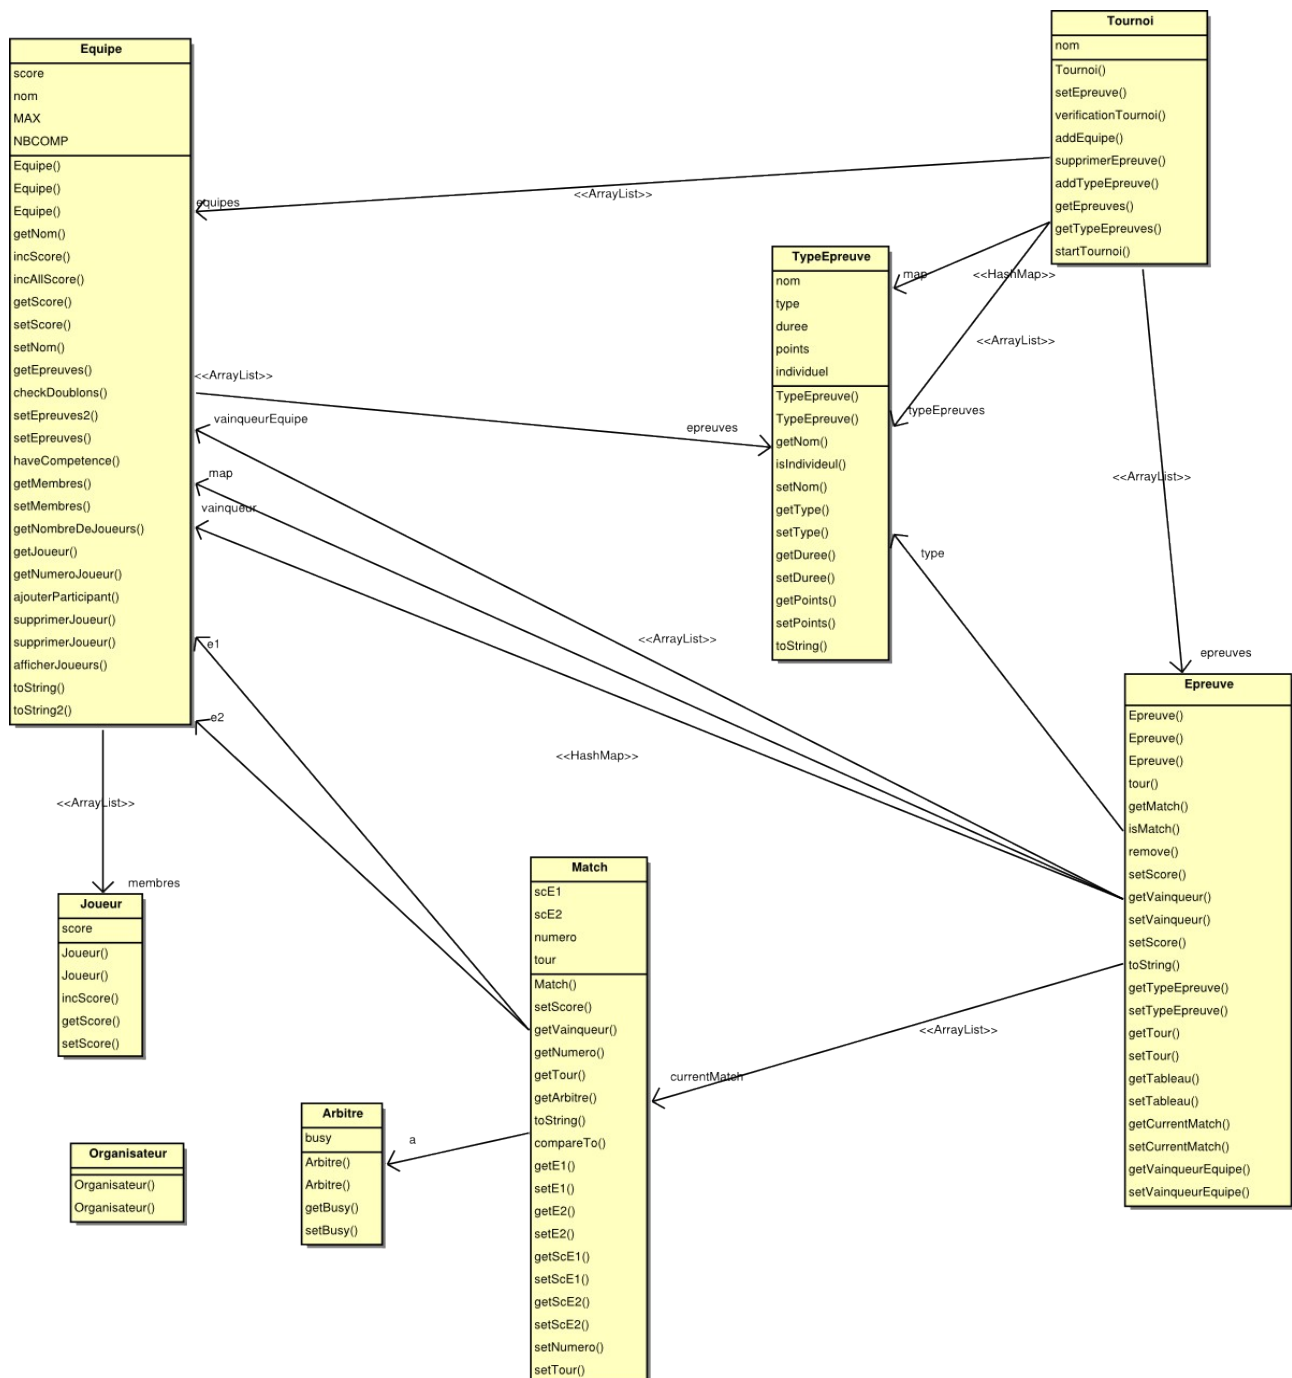 Equipe
score
nom
MAX
NBCOMP
Equipe()
Equipe()
Equipe()
getNom()
incScore()
incAllScore()
getScore()
setScore()
setNom()
getEpreuves()
checkDoublons()
setEpreuves2()
setEpreuves()
haveCompetence()
getMembres()
setMembres()
getNombreDeJoueurs()
getJoueur()
getNumeroJoueur()
ajouterParticipant()
supprimerJoueur()
supprimerJoueur()
afficherJoueurs()
toString()
toString2()
Tournoi
nom
Tournoi()
setEpreuve()
verificationTournoi()
addEquipe()
supprimerEpreuve()
addTypeEpreuve()
getEpreuves()
getTypeEpreuves()
startTournoi()
equipes
<<ArrayList>>
TypeEpreuve
nom
type
duree
points
individuel
TypeEpreuve()
TypeEpreuve()
getNom()
isIndivideul()
setNom()
getType()
setType()
getDuree()
setDuree()
getPoints()
setPoints()
toString()
map
<<HashMap>>
<<ArrayList>>
typeEpreuves
<<ArrayList>>
epreuves
<<ArrayList>>
epreuves
vainqueurEquipe
map
vainqueur
type
<<ArrayList>>
<<HashMap>>
e1
e2
Epreuve
Epreuve()
Epreuve()
Epreuve()
tour()
getMatch()
isMatch()
remove()
setScore()
getVainqueur()
setVainqueur()
setScore()
toString()
getTypeEpreuve()
setTypeEpreuve()
getTour()
setTour()
getTableau()
setTableau()
getCurrentMatch()
setCurrentMatch()
getVainqueurEquipe()
setVainqueurEquipe()
<<ArrayList>>
membres
Joueur
score
Joueur()
Joueur()
incScore()
getScore()
setScore()
Match
scE1
scE2
numero
tour
Match()
setScore()
getVainqueur()
getNumero()
getTour()
getArbitre()
toString()
compareTo()
getE1()
setE1()
getE2()
setE2()
getScE1()
setScE1()
getScE2()
setScE2()
setNumero()
setTour()
<<ArrayList>>
currentMatch
a
Arbitre
busy
Arbitre()
Arbitre()
getBusy()
setBusy()
Organisateur
Organisateur()
Organisateur()